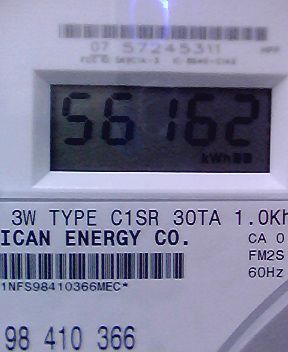 07 57245311
56162
kWh
3W TYPE C1SR 30TA 1.0Kh
ICAN ENERGY CO.
CA 0
FM2S
60Hz
1NFS98410366MEC*
98 410 366